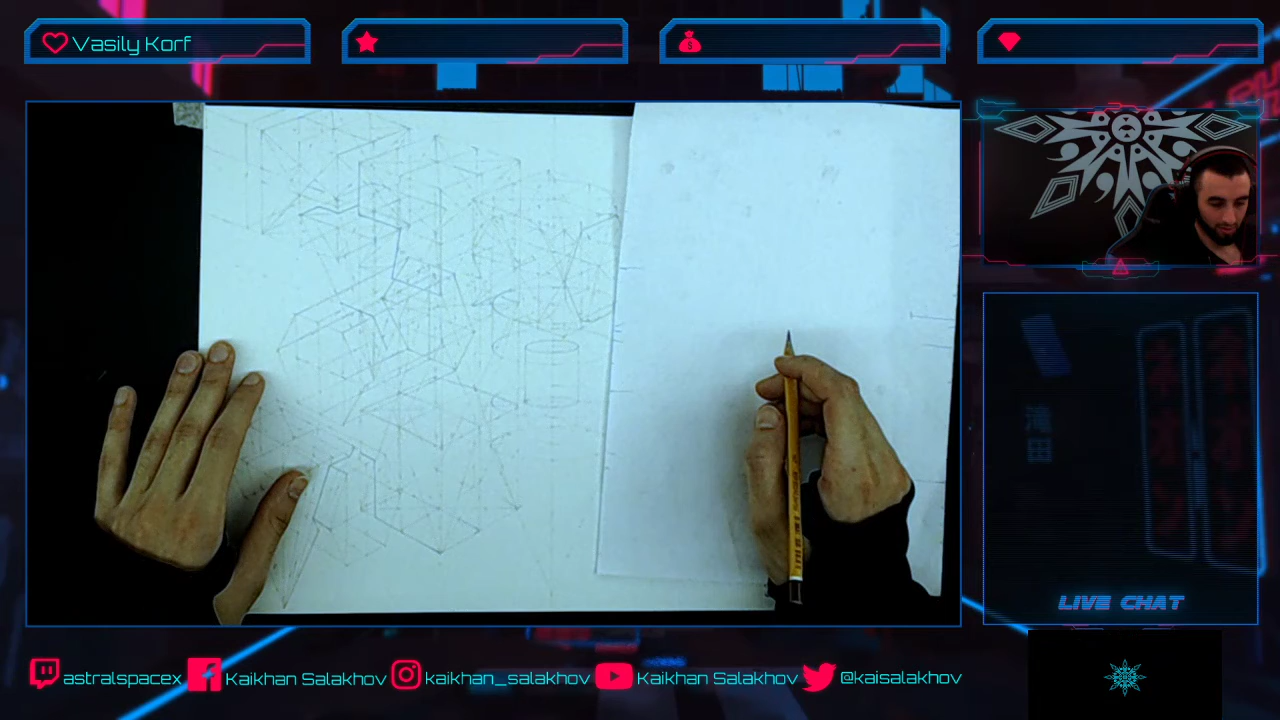 Vasily Korf
LIVE CHAT
astralspacex
Kaikhan Salakhov
kaikhan_salakhov
Kaikhan Salakhov
@kaisalakhov